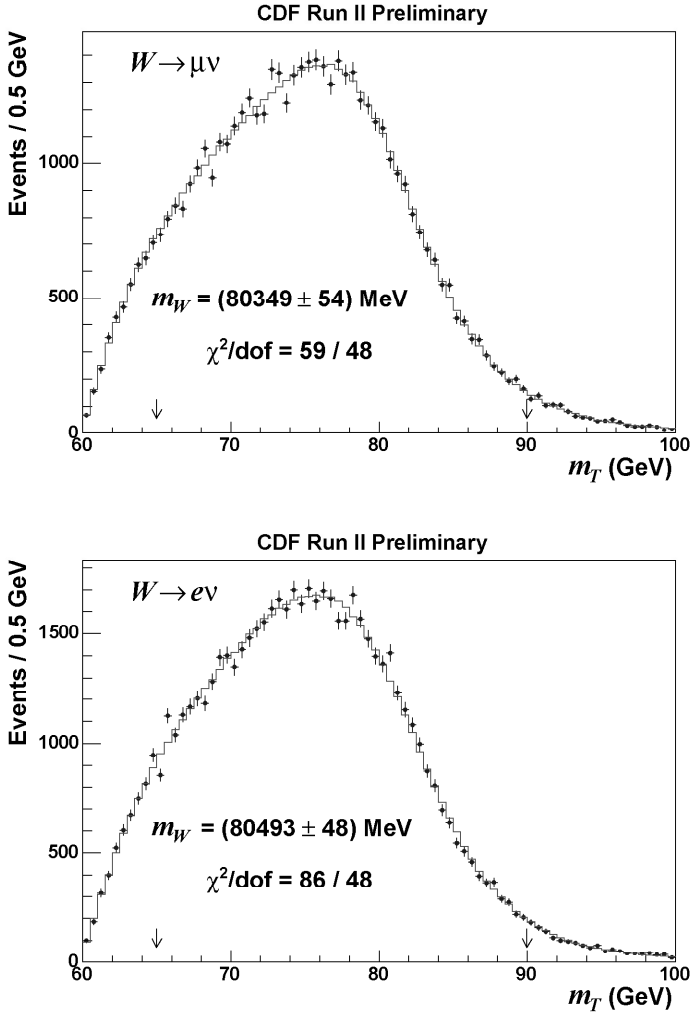 CDF Run II Preliminary
W→μν
Events / 0.5 GeV
1000
500
0
m_W = (80349 ± 54) MeV
χ²/dof = 59 / 48
60 70 80 90 100
m_T (GeV)
CDF Run II Preliminary
W→eν
Events / 0.5 GeV
1500
1000
500
0
m_W = (80493 ± 48) MeV
χ²/dof = 86 / 48
60 70 80 90 100
m_T (GeV)